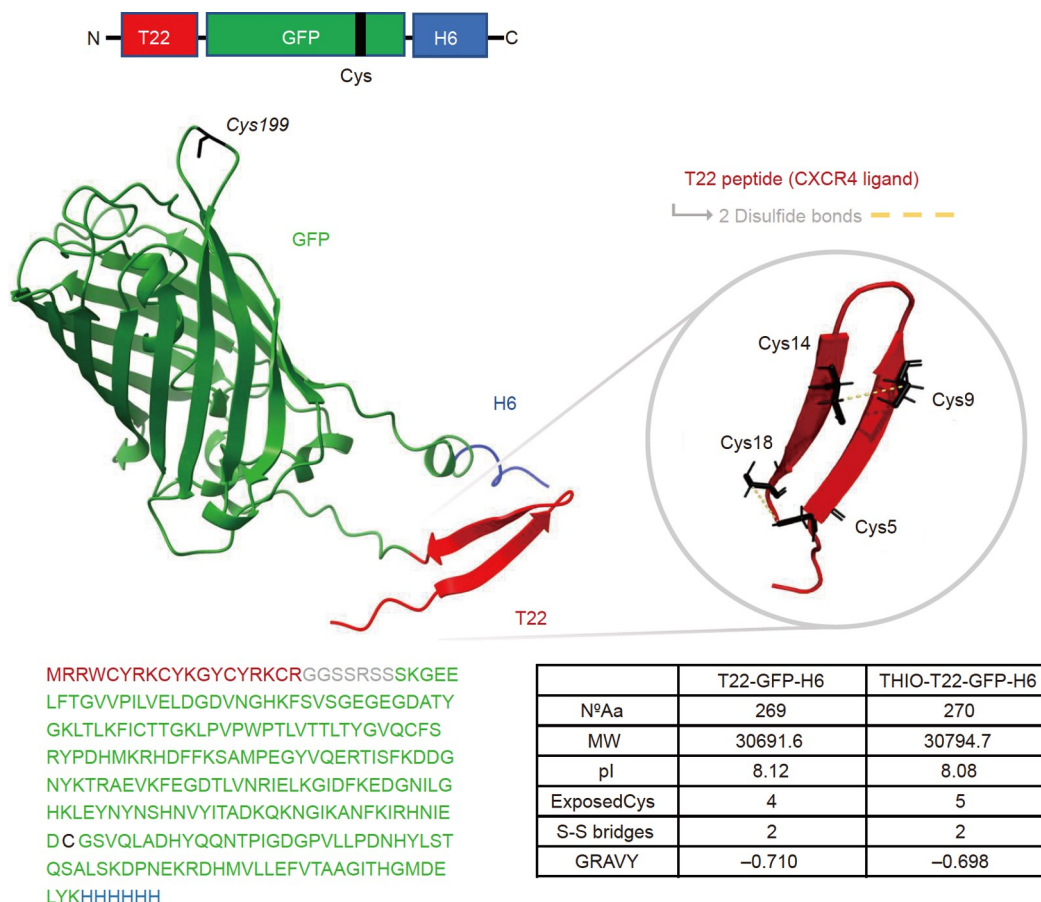 N T22 GFP H6 C
Cys
Cys199
GFP
H6
T22
T22 peptide (CXCR4 ligand)
2 Disulfide bonds
Cys14
Cys9
Cys18
Cys5
MRRWCYRKCYKGYCYRKCRGGSSRSSSKGEE
LFTGVVPILVELDGDVNGHKFSVSGEGEGDATY
GKLTLKFICTTGKLPVPWPTLVTTLTYGVQCFS
RYPDHMKRHDFFKSAMPEGYVQERTISFKDDG
NYKTRAEVKFEGDTLVNRIELKGIDFKEDGNILG
HKLEYNYNSHNVYITADKQKNGIKANFKIRHNIE
DCGSVQLADHYQQNTPIGDGPVLLPDNHYLST
QSALSKDPNEKRDHMVLLEFVTAAGITHGMDE
LYKHHHHHH
T22-GFP-H6 THIO-T22-GFP-H6
NºAa 269 270
MW 30691.6 30794.7
pI 8.12 8.08
ExposedCys 4 5
S-S bridges 2 2
GRAVY –0.710 –0.698